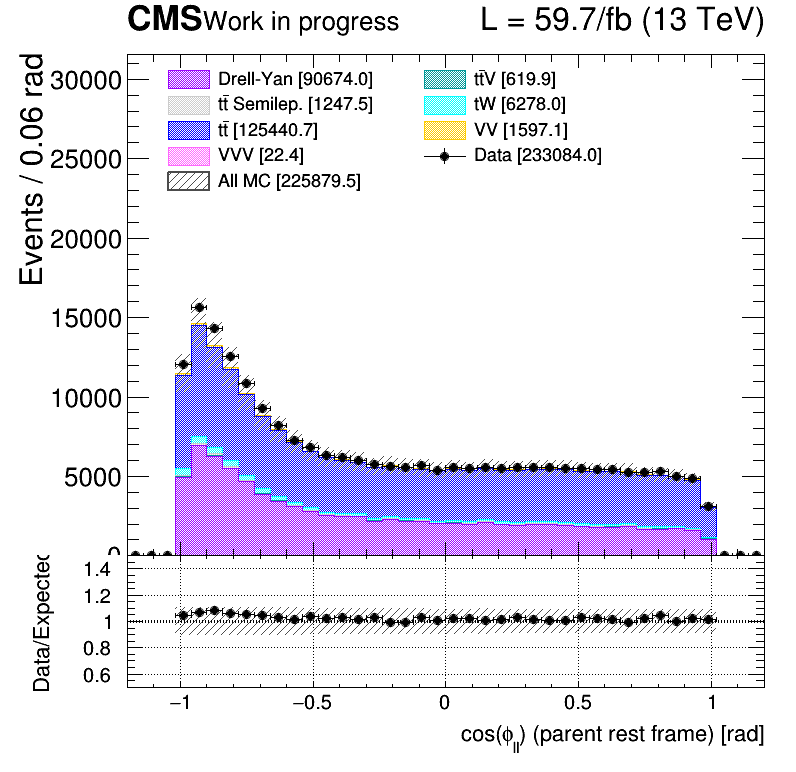 CMS Work in progress L = 59.7/fb (13 TeV)
Events / 0.06 rad
30000
25000
20000
15000
10000
5000
0
Drell-Yan [90674.0]
tt̄ Semilep. [1247.5]
tt̄ [125440.7]
VVV [22.4]
All MC [225879.5]
tt̄V [619.9]
tW [6278.0]
VV [1597.1]
Data [233084.0]
Data/Expected
1.4
1.2
1
0.8
0.6
−1 −0.5 0 0.5 1
cos(ϕ_ll) (parent rest frame) [rad]